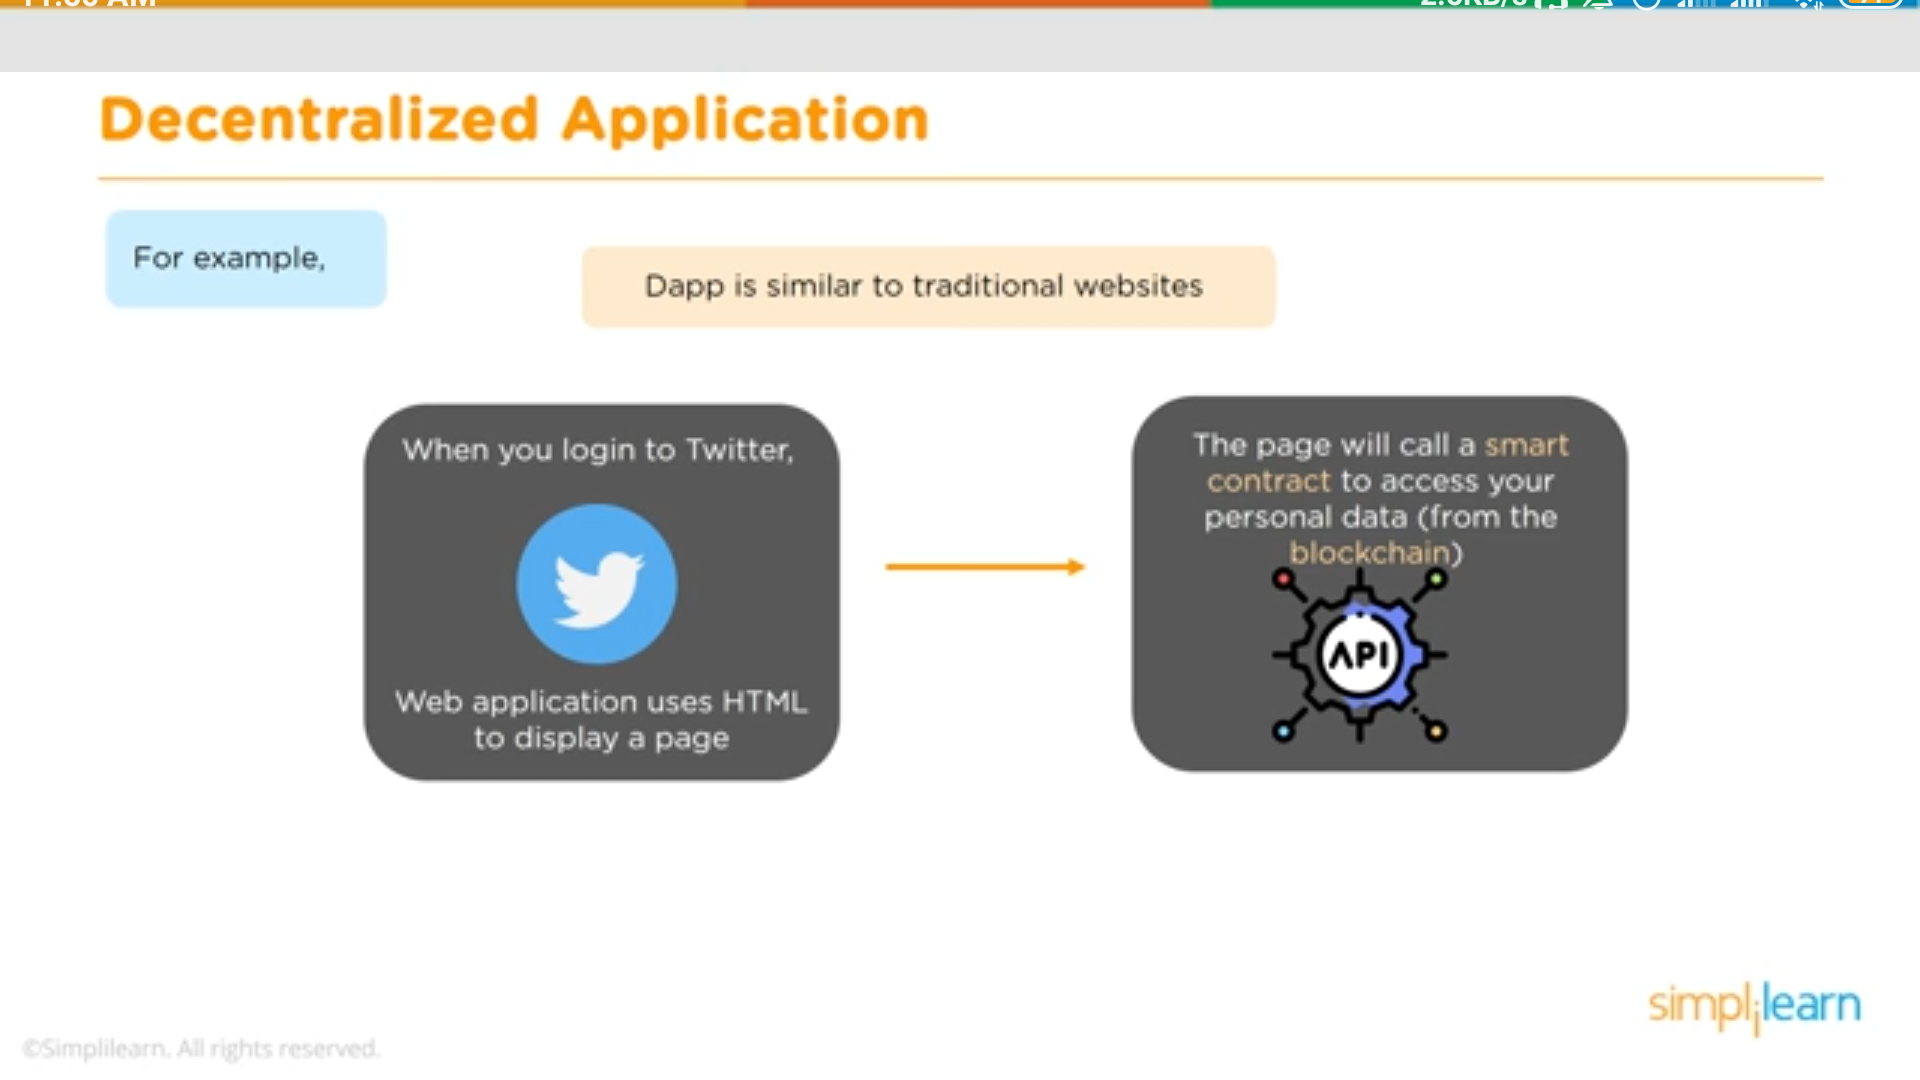 Decentralized Application
For example,
Dapp is similar to traditional websites
When you login to Twitter,
Web application uses HTML
to display a page
The page will call a smart
contract to access your
personal data (from the
blockchain)
API
simplilearn
©Simplilearn. All rights reserved.